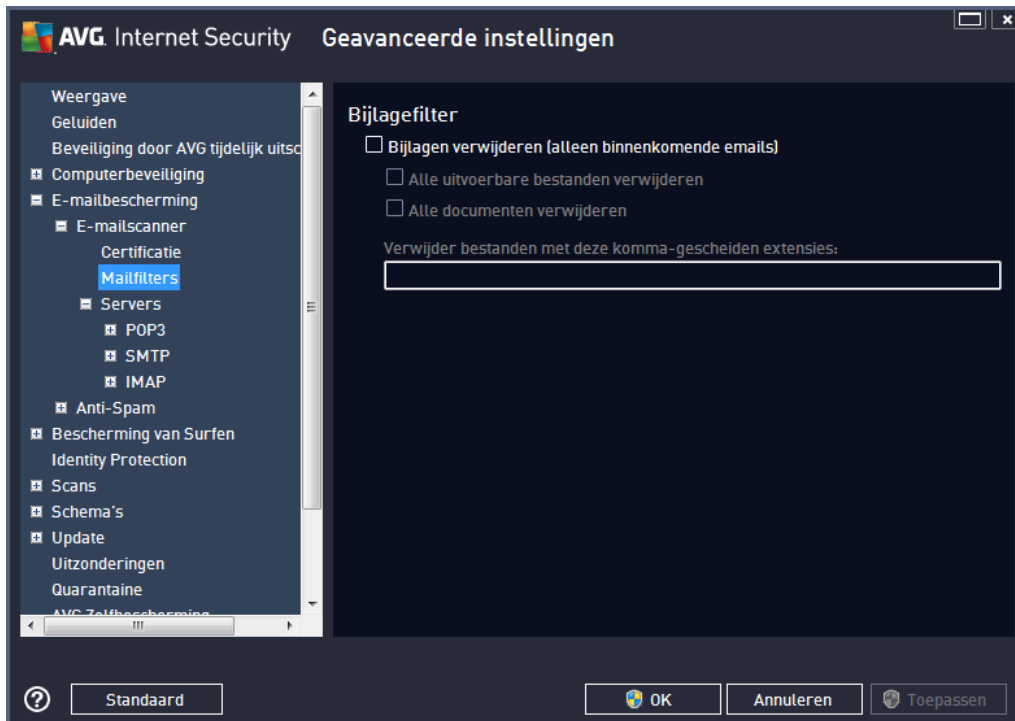 AVG. Internet Security Geavanceerde instellingen
Weergave
Geluiden
Beveiliging door AVG tijdelijk uitsc
Computerbeveiliging
E-mailbescherming
E-mailscanner
Certificatie
Mailfilters
Servers
POP3
SMTP
IMAP
Anti-Spam
Bescherming van Surfen
Identity Protection
Scans
Schema's
Update
Uitzonderingen
Quarantaine
AVG Zelfbescherming
Bijlagefilter
Bijlagen verwijderen (alleen binnenkomende emails)
Alle uitvoerbare bestanden verwijderen
Alle documenten verwijderen
Verwijder bestanden met deze komma-gescheiden extensies:
Standaard
OK
Annuleren
Toepassen